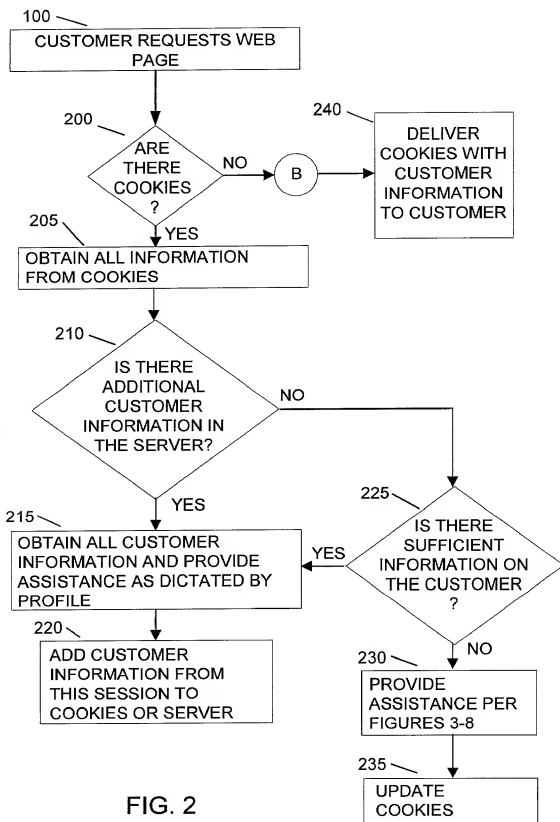 100
CUSTOMER REQUESTS WEB
PAGE
200
ARE
THERE
COOKIES
?
NO
B
240
DELIVER
COOKIES WITH
CUSTOMER
INFORMATION
TO CUSTOMER
YES
205
OBTAIN ALL INFORMATION
FROM COOKIES
210
IS THERE
ADDITIONAL
CUSTOMER
INFORMATION IN
THE SERVER?
NO
YES
225
IS THERE
SUFFICIENT
INFORMATION ON
THE CUSTOMER
?
YES
NO
215
OBTAIN ALL CUSTOMER
INFORMATION AND PROVIDE
ASSISTANCE AS DICTATED BY
PROFILE
220
ADD CUSTOMER
INFORMATION FROM
THIS SESSION TO
COOKIES OR SERVER
230
PROVIDE
ASSISTANCE PER
FIGURES 3-8
235
UPDATE
COOKIES
FIG. 2